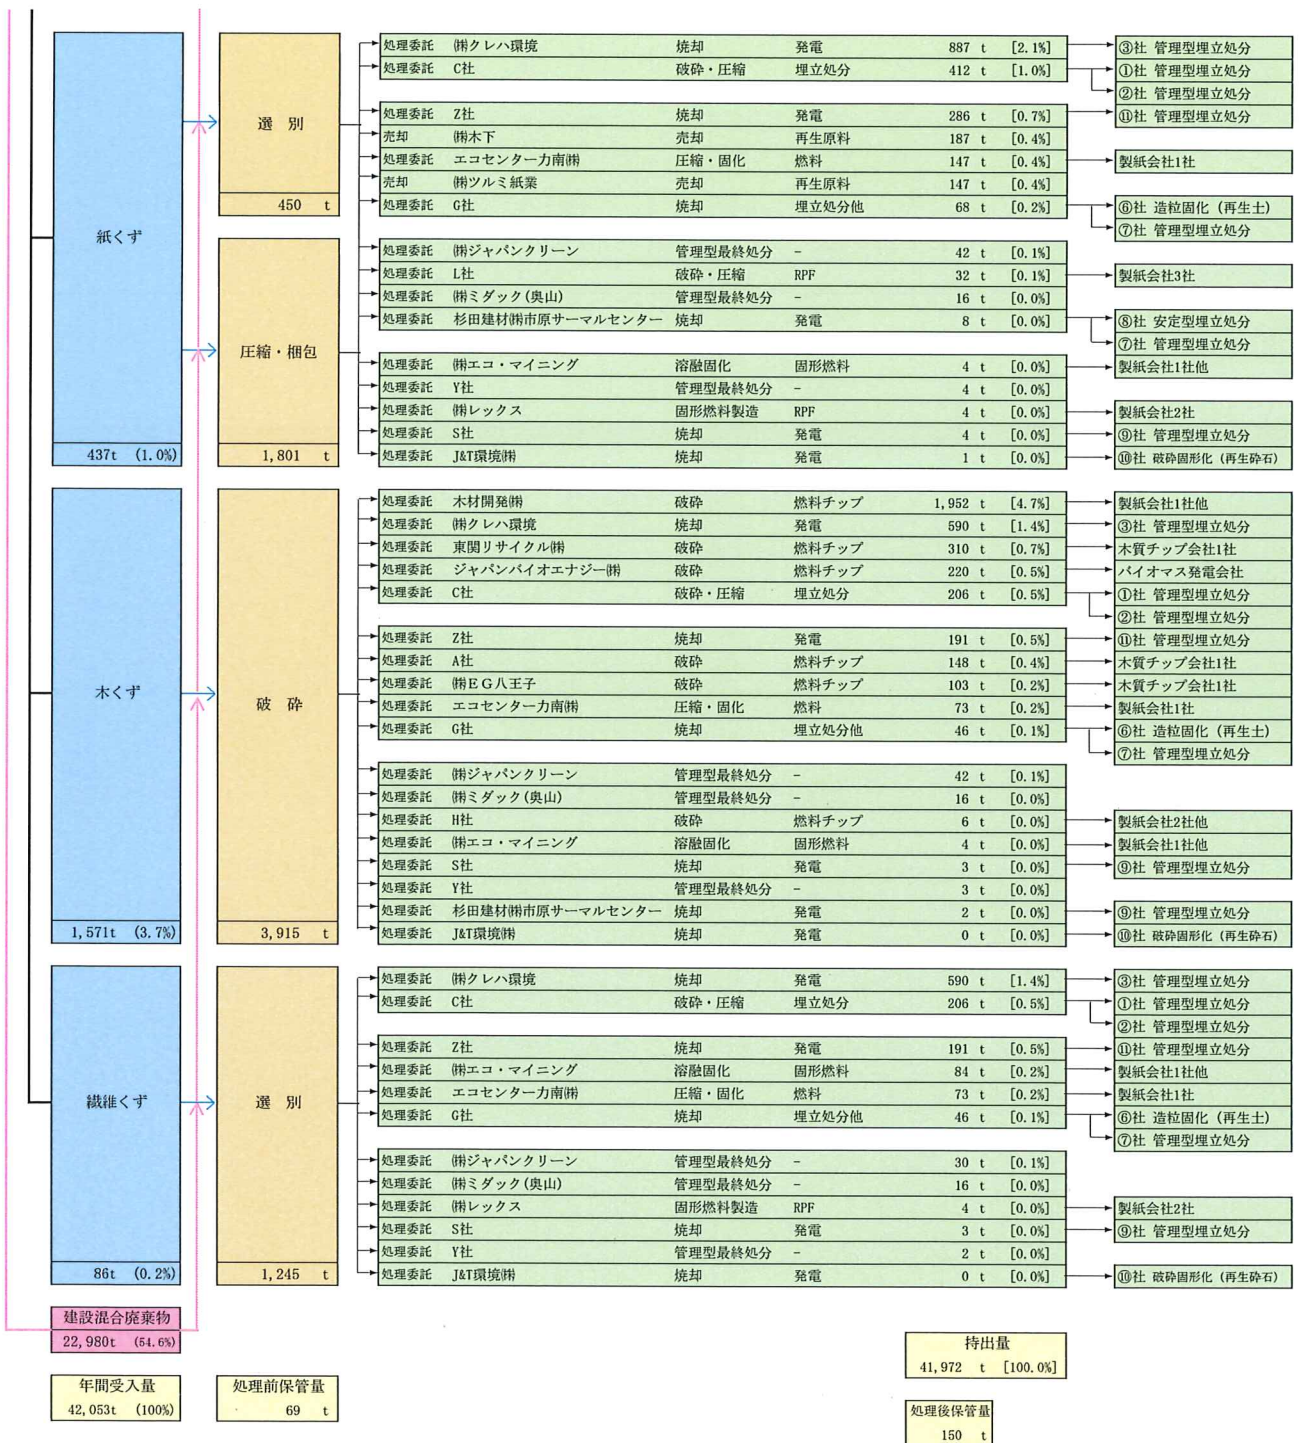 紙くず
437t (1.0%)
選 別
450 t
圧縮・梱包
1,801 t
処理委託 ㈱クレハ環境 焼却 発電 887 t [2.1%] ③社 管理型埋立処分
処理委託 C社 破砕・圧縮 埋立処分 412 t [1.0%] ①社 管理型埋立処分
②社 管理型埋立処分
処理委託 Z社 焼却 発電 286 t [0.7%] ⑪社 管理型埋立処分
売却 ㈱木下 売却 再生原料 187 t [0.4%]
処理委託 エコセンター力南㈱ 圧縮・固化 燃料 147 t [0.4%] 製紙会社1社
売却 ㈱ツルミ紙業 売却 再生原料 147 t [0.4%]
処理委託 G社 焼却 埋立処分他 68 t [0.2%] ⑥社 造粒固化 (再生土)
⑦社 管理型埋立処分
処理委託 ㈱ジャパンクリーン 管理型最終処分 - 42 t [0.1%]
処理委託 L社 破砕・圧縮 RPF 32 t [0.1%] 製紙会社3社
処理委託 ㈱ミダック(奥山) 管理型最終処分 - 16 t [0.0%]
処理委託 杉田建材㈱市原サーマルセンター 焼却 発電 8 t [0.0%] ⑧社 安定型埋立処分
⑦社 管理型埋立処分
処理委託 ㈱エコ・マイニング 溶融固化 固形燃料 4 t [0.0%] 製紙会社1社他
処理委託 Y社 管理型最終処分 - 4 t [0.0%]
処理委託 ㈱レックス 固形燃料製造 RPF 4 t [0.0%] 製紙会社2社
処理委託 S社 焼却 発電 4 t [0.0%] ⑨社 管理型埋立処分
処理委託 J&T環境㈱ 焼却 発電 1 t [0.0%] ⑩社 破砕固形化 (再生砕石)
木くず
1,571t (3.7%)
破 砕
3,915 t
処理委託 木材開発㈱ 破砕 燃料チップ 1,952 t [4.7%] 製紙会社1社他
処理委託 ㈱クレハ環境 焼却 発電 590 t [1.4%] ③社 管理型埋立処分
処理委託 東関リサイクル㈱ 破砕 燃料チップ 310 t [0.7%] 木質チップ会社1社
処理委託 ジャパンバイオエナジー㈱ 破砕 燃料チップ 220 t [0.5%] バイオマス発電会社
処理委託 C社 破砕・圧縮 埋立処分 206 t [0.5%] ①社 管理型埋立処分
②社 管理型埋立処分
処理委託 Z社 焼却 発電 191 t [0.5%] ⑪社 管理型埋立処分
処理委託 A社 破砕 燃料チップ 148 t [0.4%] 木質チップ会社1社
処理委託 ㈱EG八王子 破砕 燃料チップ 103 t [0.2%] 木質チップ会社1社
処理委託 エコセンター力南㈱ 圧縮・固化 燃料 73 t [0.2%] 製紙会社1社
処理委託 G社 焼却 埋立処分他 46 t [0.1%] ⑥社 造粒固化 (再生土)
⑦社 管理型埋立処分
処理委託 ㈱ジャパンクリーン 管理型最終処分 - 42 t [0.1%]
処理委託 ㈱ミダック(奥山) 管理型最終処分 - 16 t [0.0%]
処理委託 H社 破砕 燃料チップ 6 t [0.0%] 製紙会社2社他
処理委託 ㈱エコ・マイニング 溶融固化 固形燃料 4 t [0.0%] 製紙会社1社他
処理委託 S社 焼却 発電 3 t [0.0%] ⑨社 管理型埋立処分
処理委託 Y社 管理型最終処分 - 3 t [0.0%]
処理委託 杉田建材㈱市原サーマルセンター 焼却 発電 2 t [0.0%] ⑨社 管理型埋立処分
処理委託 J&T環境㈱ 焼却 発電 0 t [0.0%] ⑩社 破砕固形化 (再生砕石)
繊維くず
86t (0.2%)
選 別
1,245 t
処理委託 ㈱クレハ環境 焼却 発電 590 t [1.4%] ③社 管理型埋立処分
処理委託 C社 破砕・圧縮 埋立処分 206 t [0.5%] ①社 管理型埋立処分
②社 管理型埋立処分
処理委託 Z社 焼却 発電 191 t [0.5%] ⑪社 管理型埋立処分
処理委託 ㈱エコ・マイニング 溶融固化 固形燃料 84 t [0.2%] 製紙会社1社他
処理委託 エコセンター力南㈱ 圧縮・固化 燃料 73 t [0.2%] 製紙会社1社
処理委託 G社 焼却 埋立処分他 46 t [0.1%] ⑥社 造粒固化 (再生土)
⑦社 管理型埋立処分
処理委託 ㈱ジャパンクリーン 管理型最終処分 - 30 t [0.1%]
処理委託 ㈱ミダック(奥山) 管理型最終処分 - 16 t [0.0%]
処理委託 ㈱レックス 固形燃料製造 RPF 4 t [0.0%] 製紙会社2社
処理委託 S社 焼却 発電 3 t [0.0%] ⑨社 管理型埋立処分
処理委託 Y社 管理型最終処分 - 2 t [0.0%]
処理委託 J&T環境㈱ 焼却 発電 0 t [0.0%] ⑩社 破砕固形化 (再生砕石)
建設混合廃棄物
22,980t (54.6%)
持出量
41,972 t [100.0%]
年間受入量
42,053t (100%)
処理前保管量
69 t
処理後保管量
150 t